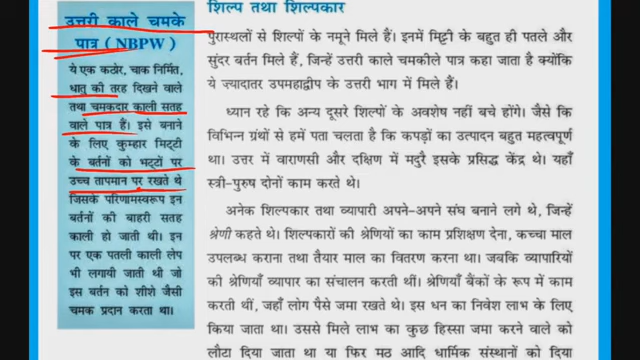 उत्तरी काले चमके
पात्र (NBPW)
ये एक कठोर, चाक निर्मित,
धातु की तरह दिखने वाले
तथा चमकदार काली सतह
वाले पात्र हैं। इसे बनाने
के लिए कुम्हार मिट्टी
के बर्तनों को भट्टों पर
उच्च तापमान पर रखते थे
जिसके परिणामस्वरूप इन
बर्तनों की बाहरी सतह
काली हो जाती थी। इन
पर एक पतली काली लेप
भी लगायी जाती थी जो
इस बर्तन को शीशे जैसी
चमक प्रदान करता था।
शिल्प तथा शिल्पकार
पुरास्थलों से शिल्पों के नमूने मिले हैं। इनमें मिट्टी के बहुत ही पतले और
सुंदर बर्तन मिले हैं, जिन्हें उत्तरी काले चमकीले पात्र कहा जाता है क्योंकि
ये ज्यादातर उपमहाद्वीप के उत्तरी भाग में मिले हैं।
ध्यान रहे कि अन्य दूसरे शिल्पों के अवशेष नहीं बचे होंगे। जैसे कि
विभिन्न ग्रंथों से हमें पता चलता है कि कपड़ों का उत्पादन बहुत महत्वपूर्ण
था। उत्तर में वाराणसी और दक्षिण में मदुरै इसके प्रसिद्ध केंद्र थे। यहाँ
स्त्री-पुरुष दोनों काम करते थे।
अनेक शिल्पकार तथा व्यापारी अपने-अपने संघ बनाने लगे थे, जिन्हें
श्रेणी कहते थे। शिल्पकारों की श्रेणियों का काम प्रशिक्षण देना, कच्चा माल
उपलब्ध कराना तथा तैयार माल का वितरण करना था। जबकि व्यापारियों
की श्रेणियाँ व्यापार का संचालन करती थीं। श्रेणियाँ बैंकों के रूप में काम
करती थीं, जहाँ लोग पैसे जमा रखते थे। इस धन का निवेश लाभ के लिए
किया जाता था। उससे मिले लाभ का कुछ हिस्सा जमा करने वाले को
लौटा दिया जाता था या फिर मठ आदि धार्मिक संस्थानों को दिया